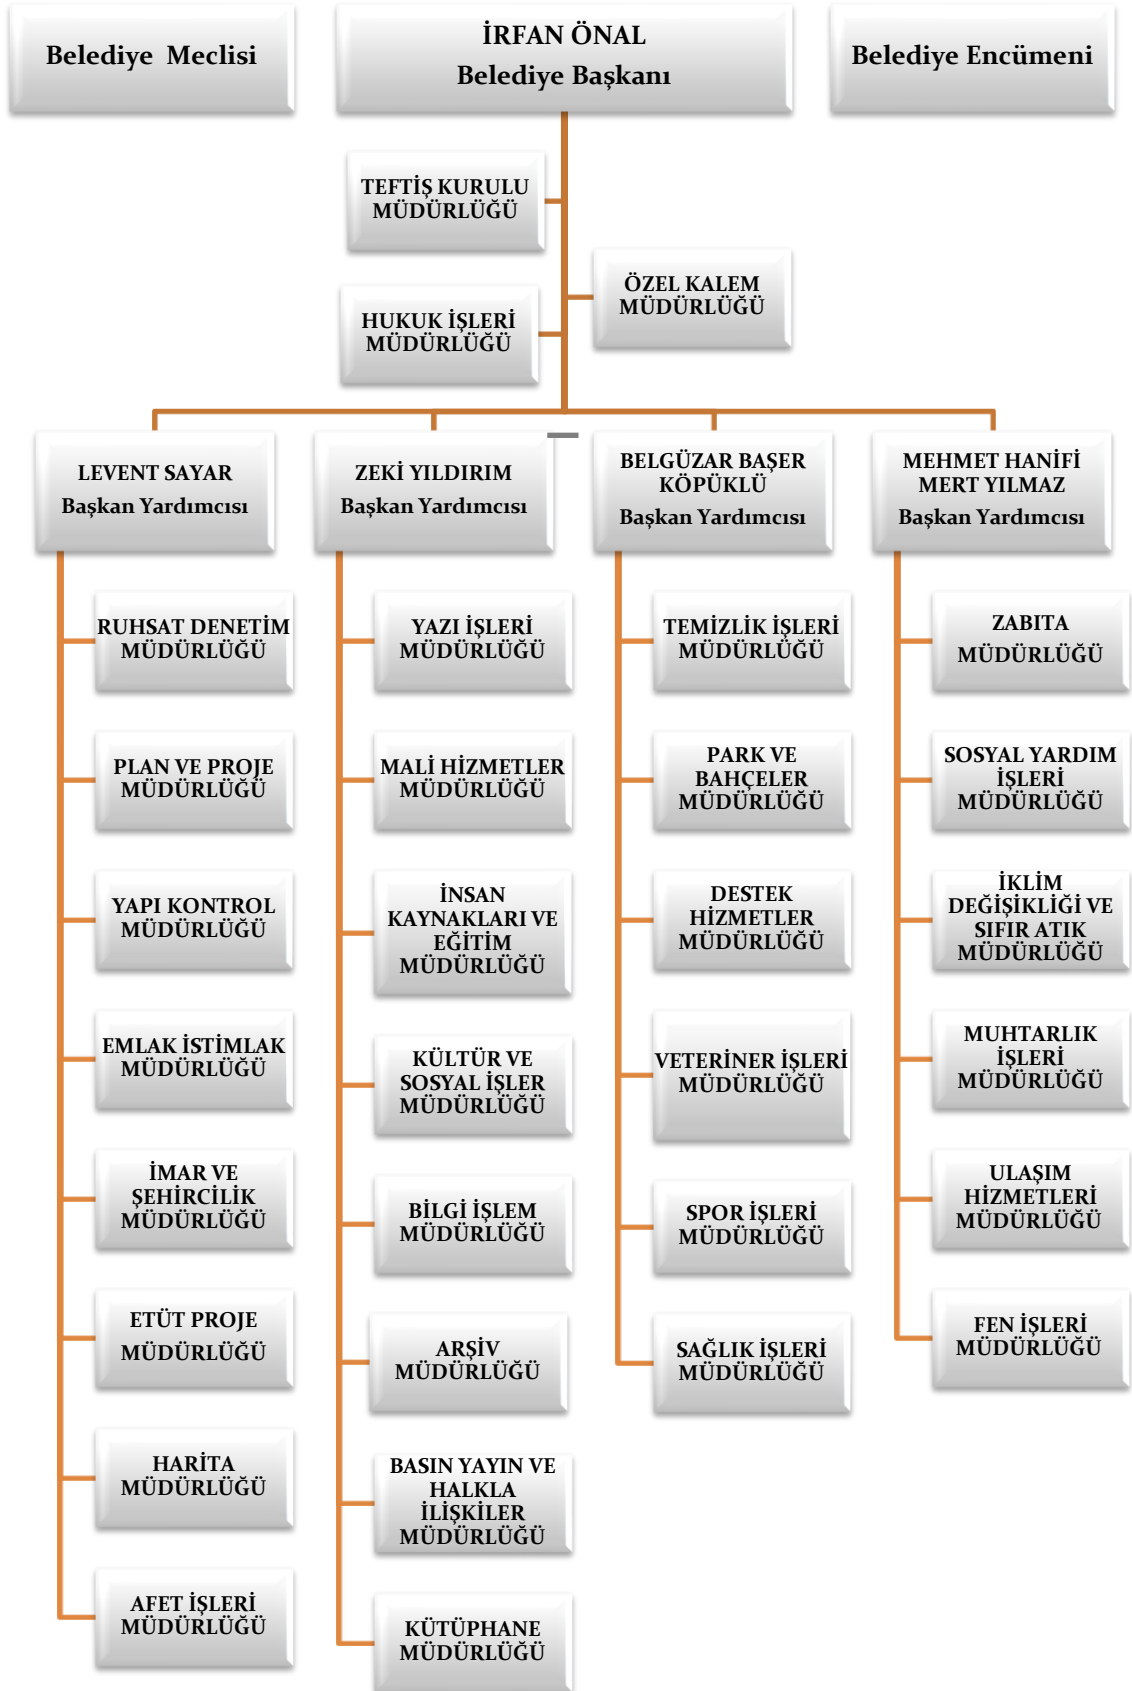 Belediye Meclisi
İRFAN ÖNAL
Belediye Başkanı
Belediye Encümeni
TEFTİŞ KURULU
MÜDÜRLÜĞÜ
ÖZEL KALEM
MÜDÜRLÜĞÜ
HUKUK İŞLERİ
MÜDÜRLÜĞÜ
LEVENT SAYAR
Başkan Yardımcısı
ZEKİ YILDIRIM
Başkan Yardımcısı
BELGÜZAR BAŞER
KÖPÜKLÜ
Başkan Yardımcısı
MEHMET HANİFİ
MERT YILMAZ
Başkan Yardımcısı
RUHSAT DENETİM
MÜDÜRLÜĞÜ
PLAN VE PROJE
MÜDÜRLÜĞÜ
YAPI KONTROL
MÜDÜRLÜĞÜ
EMLAK İSTİMLAK
MÜDÜRLÜĞÜ
İMAR VE
ŞEHİRCİLİK
MÜDÜRLÜĞÜ
ETÜT PROJE
MÜDÜRLÜĞÜ
HARİTA
MÜDÜRLÜĞÜ
AFET İŞLERİ
MÜDÜRLÜĞÜ
YAZI İŞLERİ
MÜDÜRLÜĞÜ
MALİ HİZMETLER
MÜDÜRLÜĞÜ
İNSAN
KAYNAKLARI VE
EĞİTİM
MÜDÜRLÜĞÜ
KÜLTÜR VE
SOSYAL İŞLER
MÜDÜRLÜĞÜ
BİLGİ İŞLEM
MÜDÜRLÜĞÜ
ARŞİV
MÜDÜRLÜĞÜ
BASIN YAYIN VE
HALKLA
İLİŞKİLER
MÜDÜRLÜĞÜ
KÜTÜPHANE
MÜDÜRLÜĞÜ
TEMİZLİK İŞLERİ
MÜDÜRLÜĞÜ
PARK VE
BAHÇELER
MÜDÜRLÜĞÜ
DESTEK
HİZMETLER
MÜDÜRLÜĞÜ
VETERİNER İŞLERİ
MÜDÜRLÜĞÜ
SPOR İŞLERİ
MÜDÜRLÜĞÜ
SAĞLIK İŞLERİ
MÜDÜRLÜĞÜ
ZABITA
MÜDÜRLÜĞÜ
SOSYAL YARDIM
İŞLERİ
MÜDÜRLÜĞÜ
İKLİM
DEĞİŞİKLİĞİ VE
SIFIR ATIK
MÜDÜRLÜĞÜ
MUHTARLIK
İŞLERİ
MÜDÜRLÜĞÜ
ULAŞIM
HİZMETLERİ
MÜDÜRLÜĞÜ
FEN İŞLERİ
MÜDÜRLÜĞÜ